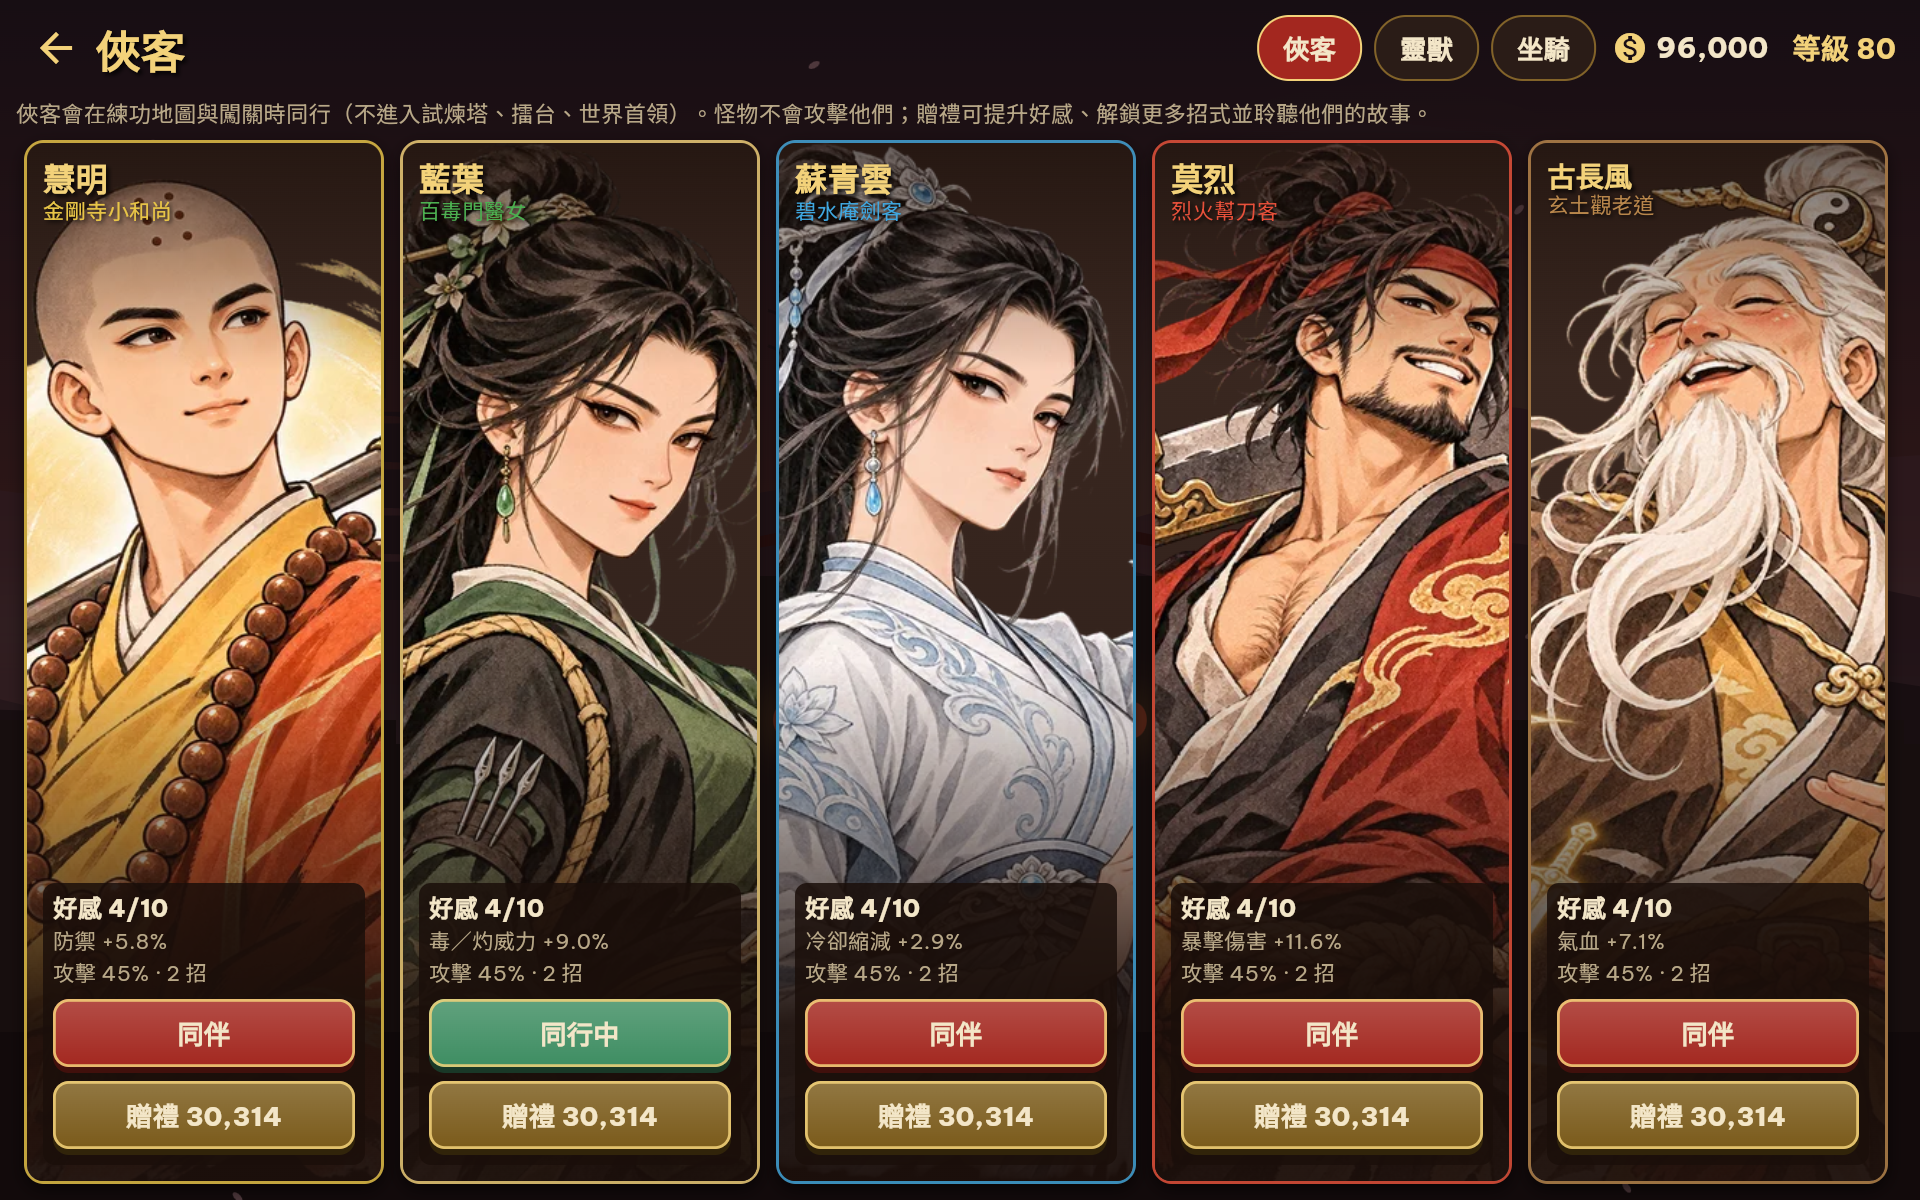 俠客
俠客 靈獸 坐騎 96,000 等級 80
俠客會在練功地圖與闖關時同行（不進入試煉塔、擂台、世界首領）。怪物不會攻擊他們；贈禮可提升好感、解鎖更多招式並聆聽他們的故事。
慧明
金剛寺小和尚
好感 4/10
防禦 +5.8%
攻擊 45% · 2 招
同伴
贈禮 30,314
藍葉
百毒門醫女
好感 4/10
毒／灼威力 +9.0%
攻擊 45% · 2 招
同行中
贈禮 30,314
蘇青雲
碧水庵劍客
好感 4/10
冷卻縮減 +2.9%
攻擊 45% · 2 招
同伴
贈禮 30,314
莫烈
烈火幫刀客
好感 4/10
暴擊傷害 +11.6%
攻擊 45% · 2 招
同伴
贈禮 30,314
古長風
玄土觀老道
好感 4/10
氣血 +7.1%
攻擊 45% · 2 招
同伴
贈禮 30,314